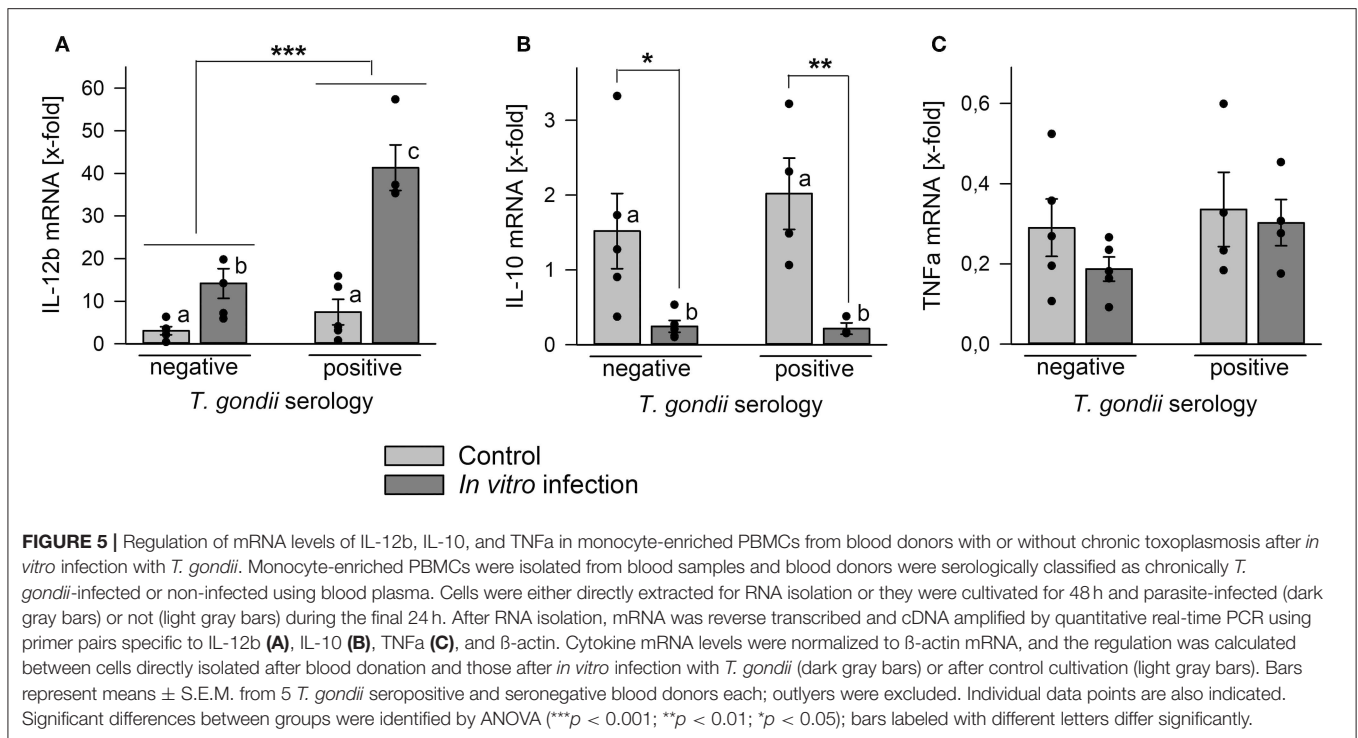 A
***
IL-12b mRNA [x-fold]
60
50
40
30
20
10
0
a
b
a
c
negative
positive
T. gondii serology
B
*
**
IL-10 mRNA [x-fold]
3
2
1
0
a
b
a
b
negative
positive
T. gondii serology
C
TNFa mRNA [x-fold]
0,6
0,4
0,2
0,0
negative
positive
T. gondii serology
Control
In vitro infection
FIGURE 5 | Regulation of mRNA levels of IL-12b, IL-10, and TNFa in monocyte-enriched PBMCs from blood donors with or without chronic toxoplasmosis after in
vitro infection with T. gondii. Monocyte-enriched PBMCs were isolated from blood samples and blood donors were serologically classified as chronically T.
gondii-infected or non-infected using blood plasma. Cells were either directly extracted for RNA isolation or they were cultivated for 48 h and parasite-infected (dark
gray bars) or not (light gray bars) during the final 24 h. After RNA isolation, mRNA was reverse transcribed and cDNA amplified by quantitative real-time PCR using
primer pairs specific to IL-12b (A), IL-10 (B), TNFa (C), and ß-actin. Cytokine mRNA levels were normalized to ß-actin mRNA, and the regulation was calculated
between cells directly isolated after blood donation and those after in vitro infection with T. gondii (dark gray bars) or after control cultivation (light gray bars). Bars
represent means ± S.E.M. from 5 T. gondii seropositive and seronegative blood donors each; outlyers were excluded. Individual data points are also indicated.
Significant differences between groups were identified by ANOVA (***p < 0.001; **p < 0.01; *p < 0.05); bars labeled with different letters differ significantly.